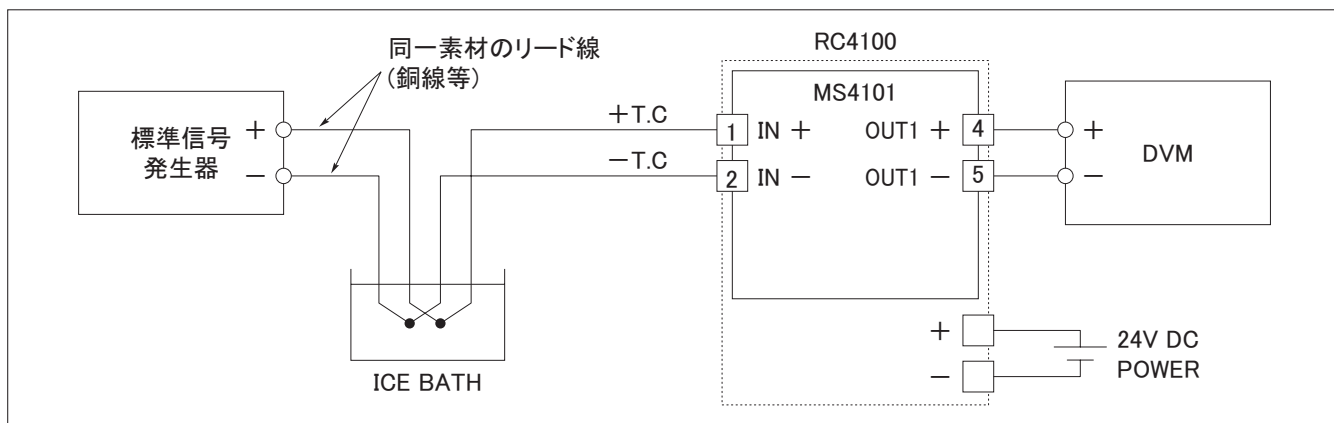 同一素材のリード線
(銅線等)
RC4100
MS4101
標準信号
発生器
+
−
+T.C
−T.C
1 IN +
2 IN −
OUT1 + 4
OUT1 − 5
+
−
DVM
ICE BATH
+
−
24V DC
POWER